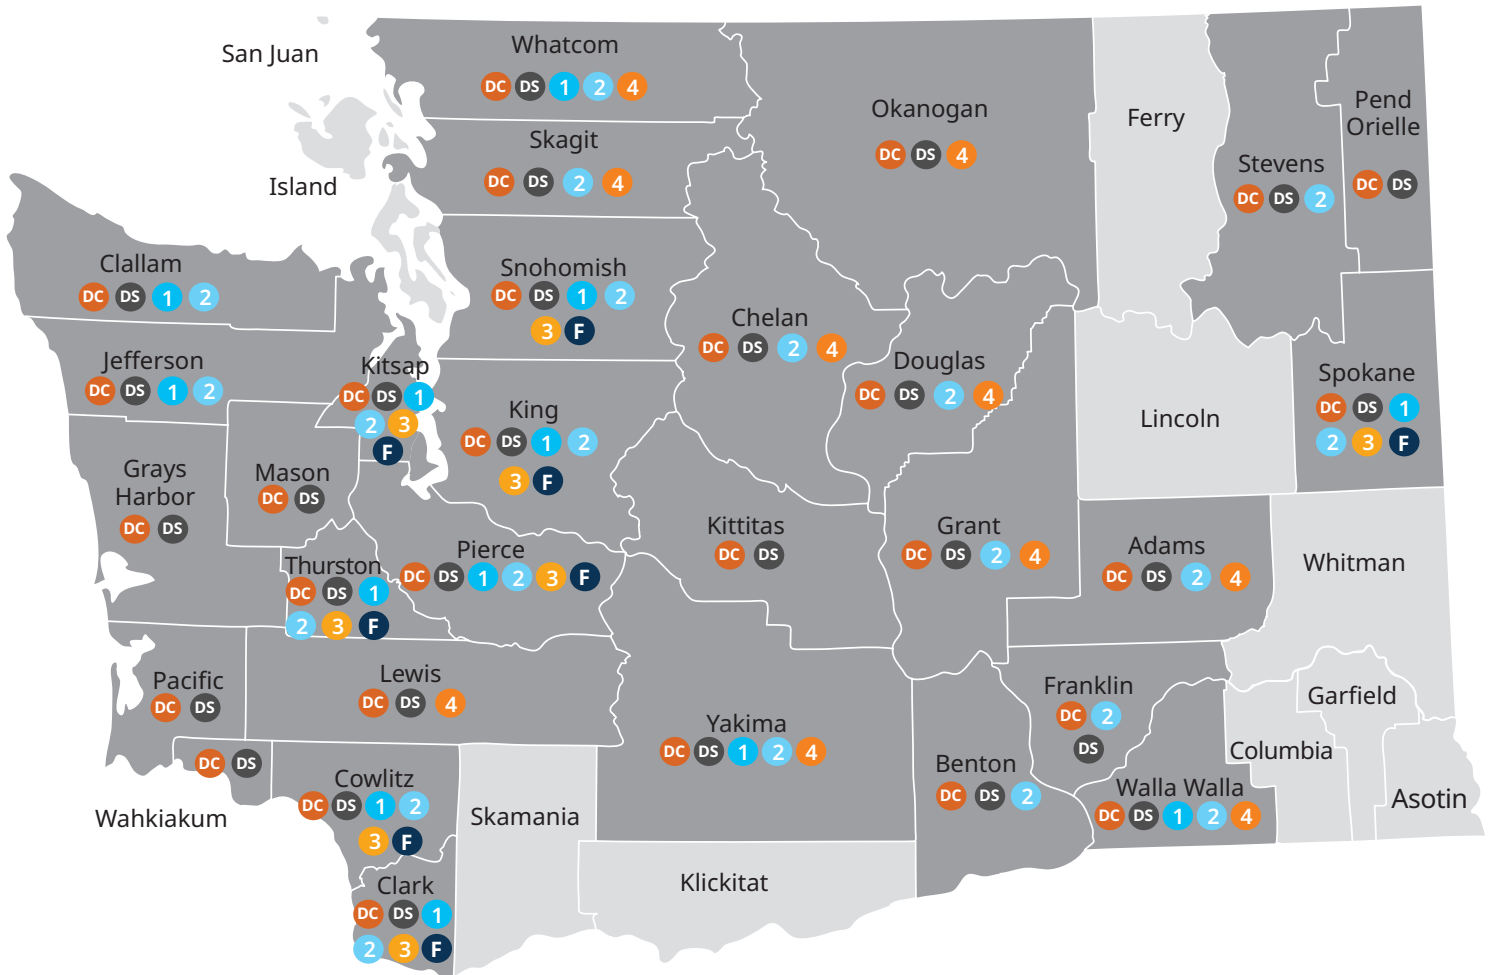 San Juan
Whatcom
DC DS 1 2 4
Skagit
DC DS 2 4
Island
Okanogan
DC DS 4
Ferry
Stevens
DC DS 2
Pend
Orielle
DC DS
Clallam
DC DS 1 2
Snohomish
DC DS 1 2
3 F
Chelan
DC DS 2 4
Douglas
DC DS 2 4
Jefferson
DC DS 1 2
Kitsap
DC DS 1
2 3
F
King
DC DS 1 2
3 F
Lincoln
Spokane
DC DS 1
2 3 F
Grays
Harbor
DC DS
Mason
DC DS
Kittitas
DC DS
Grant
DC DS 2 4
Adams
DC DS 2 4
Whitman
Thurston
DC DS 1
2 3 F
Pierce
DC DS 1 2 3 F
Pacific
DC DS
Lewis
DC DS 4
Yakima
DC DS 1 2 4
Benton
DC DS 2
Franklin
DC 2
DS
Walla Walla
DC DS 1 2 4
Columbia
Garfield
Asotin
DC DS
Wahkiakum
Cowlitz
DC DS 1 2
3 F
Skamania
Klickitat
Clark
DC DS 1
2 3 F